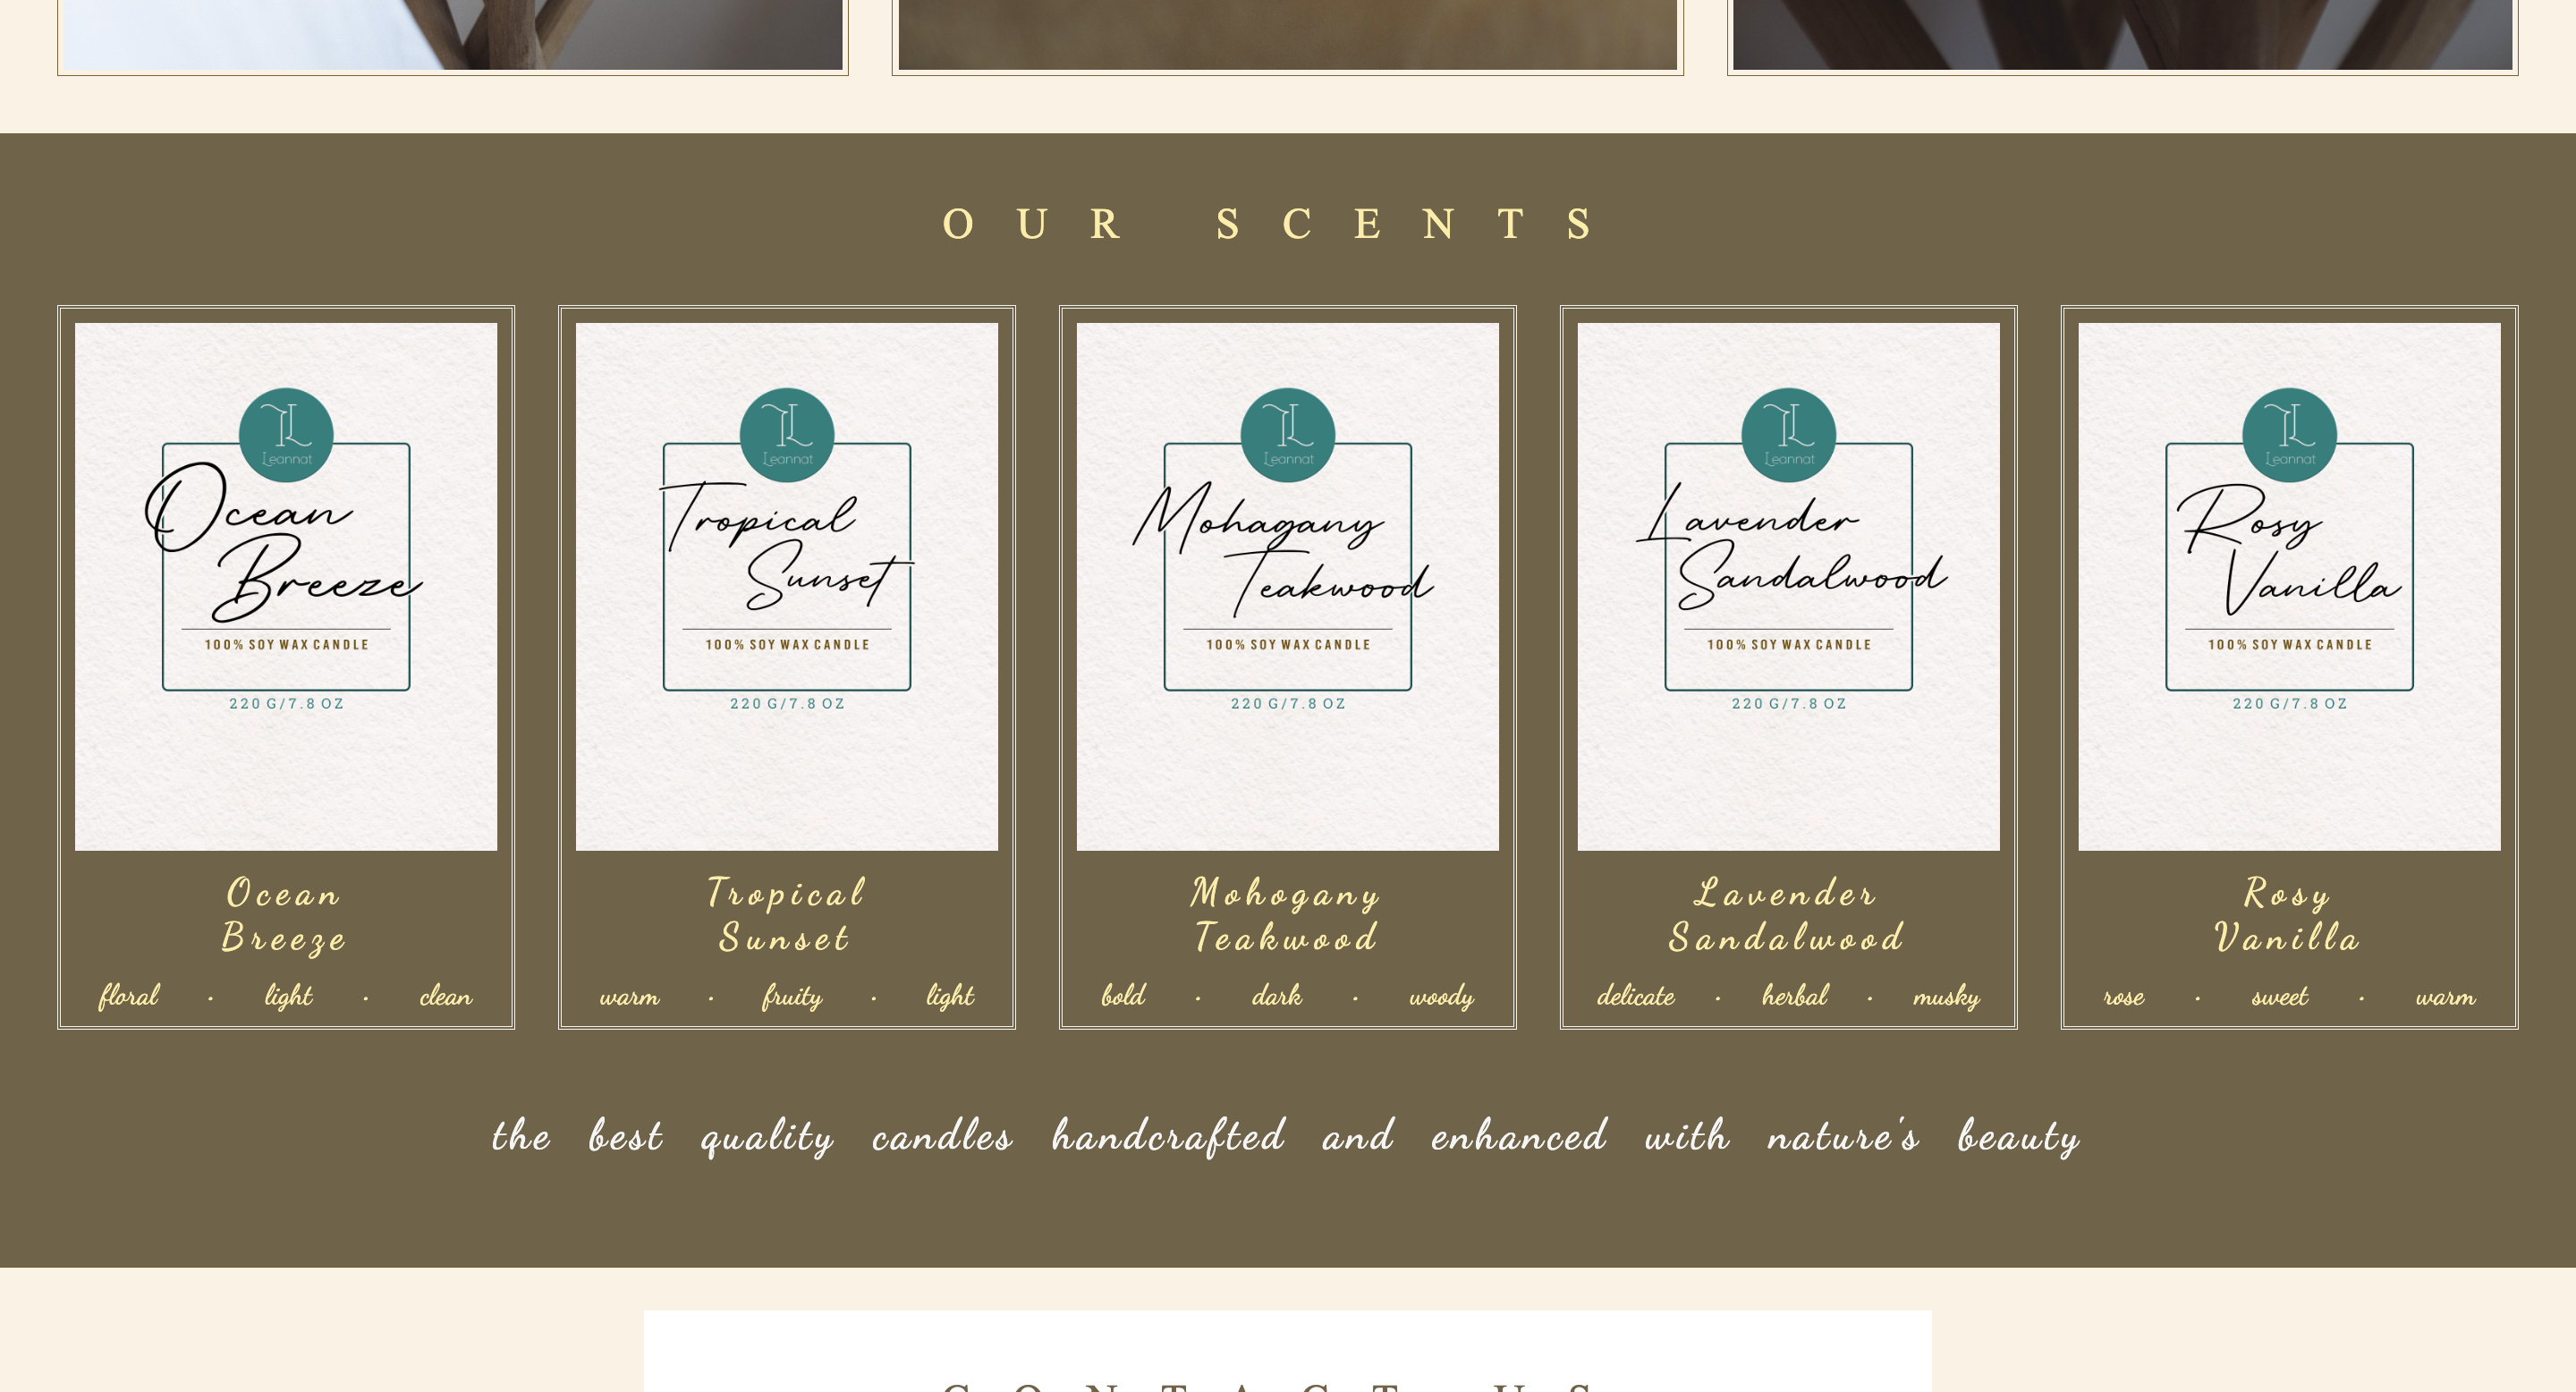 OUR SCENTS
Leannat
Ocean
Breeze
100% SOY WAX CANDLE
220 G/7.8 OZ
Ocean
Breeze
floral · light · clean
Leannat
Tropical
Sunset
100% SOY WAX CANDLE
220 G/7.8 OZ
Tropical
Sunset
warm · fruity · light
Leannat
Mohagany
Teakwood
100% SOY WAX CANDLE
220 G/7.8 OZ
Mohogany
Teakwood
bold · dark · woody
Leannat
Lavender
Sandalwood
100% SOY WAX CANDLE
220 G/7.8 OZ
Lavender
Sandalwood
delicate · herbal · musky
Leannat
Rosy
Vanilla
100% SOY WAX CANDLE
220 G/7.8 OZ
Rosy
Vanilla
rose · sweet · warm
the best quality candles handcrafted and enhanced with nature's beauty
CONTACT US